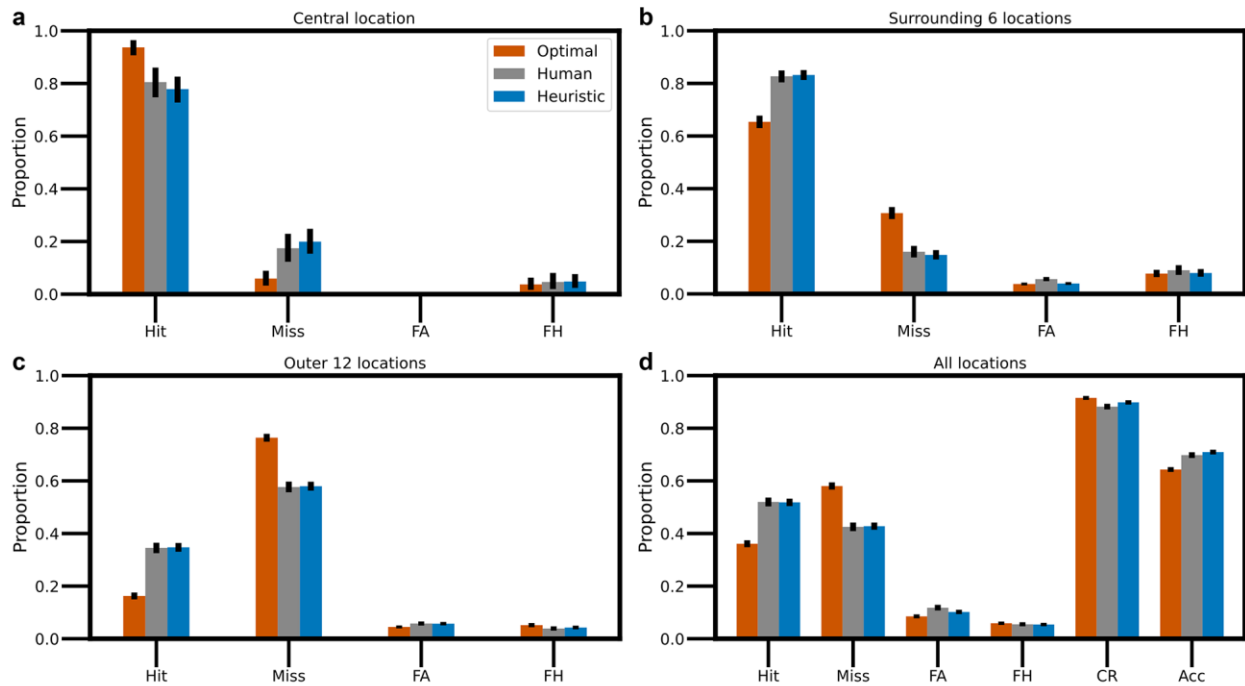 a
Central location
Proportion
1.0
0.8
0.6
0.4
0.2
0.0
Optimal
Human
Heuristic
Hit Miss FA FH
b
Surrounding 6 locations
Proportion
1.0
0.8
0.6
0.4
0.2
0.0
Hit Miss FA FH
c
Outer 12 locations
Proportion
1.0
0.8
0.6
0.4
0.2
0.0
Hit Miss FA FH
d
All locations
Proportion
1.0
0.8
0.6
0.4
0.2
0.0
Hit Miss FA FH CR Acc